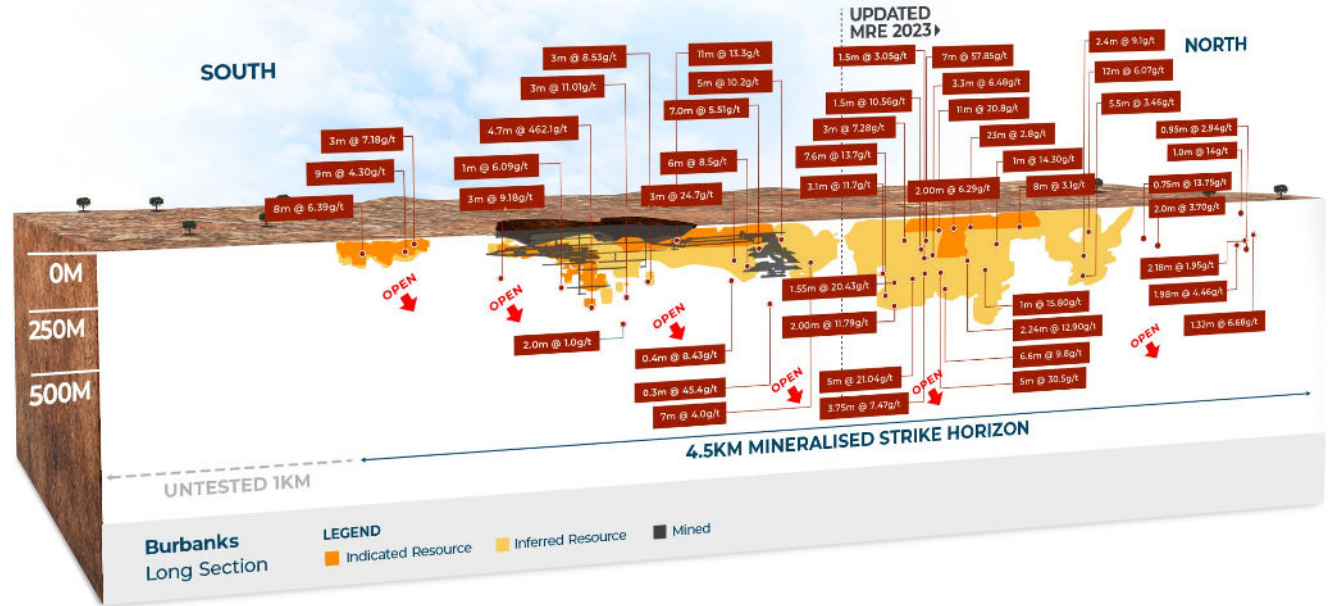 UPDATED
MRE 2023
SOUTH
NORTH
3m @ 8.53g/t
11m @ 13.3g/t
1.5m @ 3.05g/t
7m @ 57.85g/t
2.4m @ 9.1g/t
3m @ 11.01g/t
5m @ 10.2g/t
3.3m @ 6.48g/t
12m @ 6.07g/t
7.0m @ 5.51g/t
1.5m @ 10.56g/t
11m @ 20.8g/t
5.5m @ 3.46g/t
3m @ 7.18g/t
4.7m @ 462.1g/t
3m @ 7.28g/t
23m @ 2.8g/t
0.95m @ 2.94g/t
9m @ 4.30g/t
1m @ 6.09g/t
6m @ 8.5g/t
7.6m @ 13.7g/t
1m @ 14.30g/t
1.0m @ 14g/t
8m @ 6.39g/t
3m @ 9.18g/t
3m @ 24.7g/t
3.1m @ 11.7g/t
2.00m @ 6.29g/t
8m @ 3.1g/t
0.75m @ 13.75g/t
2.0m @ 3.70g/t
0M
250M
500M
OPEN
OPEN
OPEN
OPEN
OPEN
OPEN
1.55m @ 20.43g/t
2.18m @ 1.95g/t
1.98m @ 4.46g/t
2.00m @ 11.79g/t
1m @ 15.80g/t
1.32m @ 6.68g/t
2.0m @ 1.0g/t
2.24m @ 12.90g/t
0.4m @ 8.43g/t
6.6m @ 9.8g/t
0.3m @ 45.4g/t
5m @ 21.04g/t
5m @ 30.5g/t
7m @ 4.0g/t
3.75m @ 7.47g/t
4.5KM MINERALISED STRIKE HORIZON
UNTESTED 1KM
Burbanks
Long Section
LEGEND
Indicated Resource
Inferred Resource
Mined